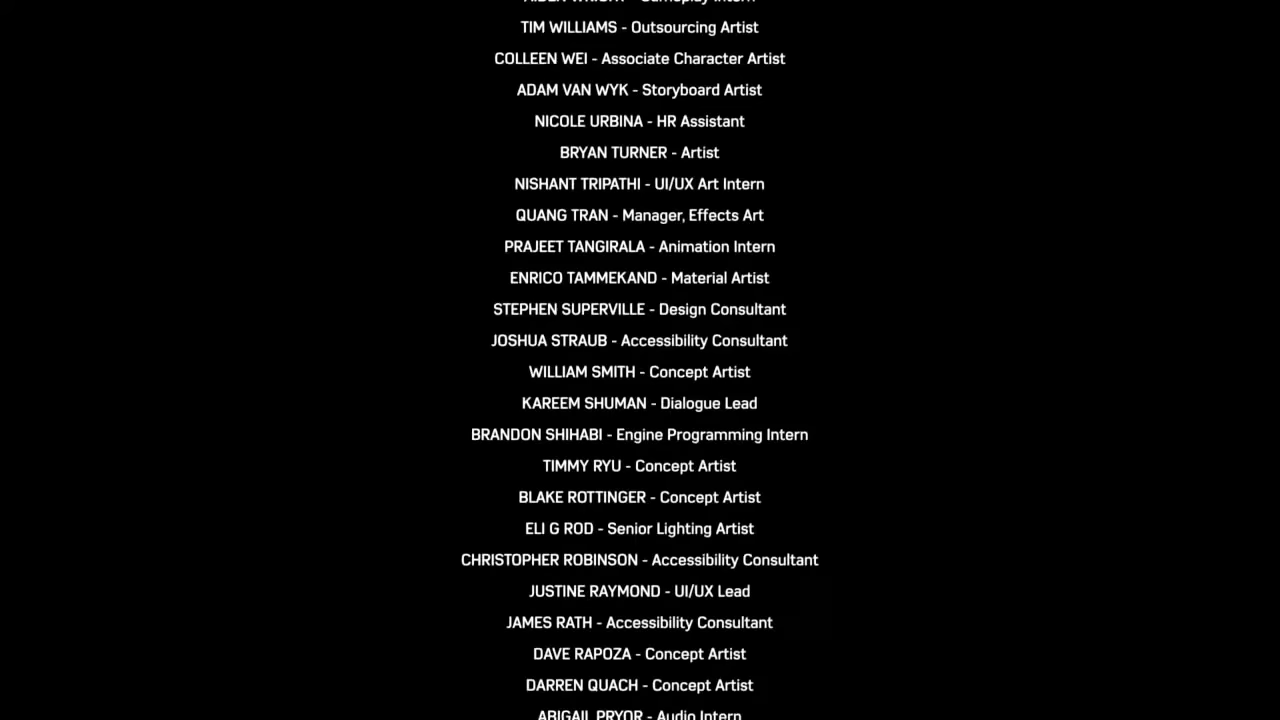 TIM WILLIAMS - Outsourcing Artist
COLLEEN WEI - Associate Character Artist
ADAM VAN WYK - Storyboard Artist
NICOLE URBINA - HR Assistant
BRYAN TURNER - Artist
NISHANT TRIPATHI - UI/UX Art Intern
QUANG TRAN - Manager, Effects Art
PRAJEET TANGIRALA - Animation Intern
ENRICO TAMMEKAND - Material Artist
STEPHEN SUPERVILLE - Design Consultant
JOSHUA STRAUB - Accessibility Consultant
WILLIAM SMITH - Concept Artist
KAREEM SHUMAN - Dialogue Lead
BRANDON SHIHABI - Engine Programming Intern
TIMMY RYU - Concept Artist
BLAKE ROTTINGER - Concept Artist
ELI G ROD - Senior Lighting Artist
CHRISTOPHER ROBINSON - Accessibility Consultant
JUSTINE RAYMOND - UI/UX Lead
JAMES RATH - Accessibility Consultant
DAVE RAPOZA - Concept Artist
DARREN QUACH - Concept Artist
ABIGAIL PRYOR - Audio Intern